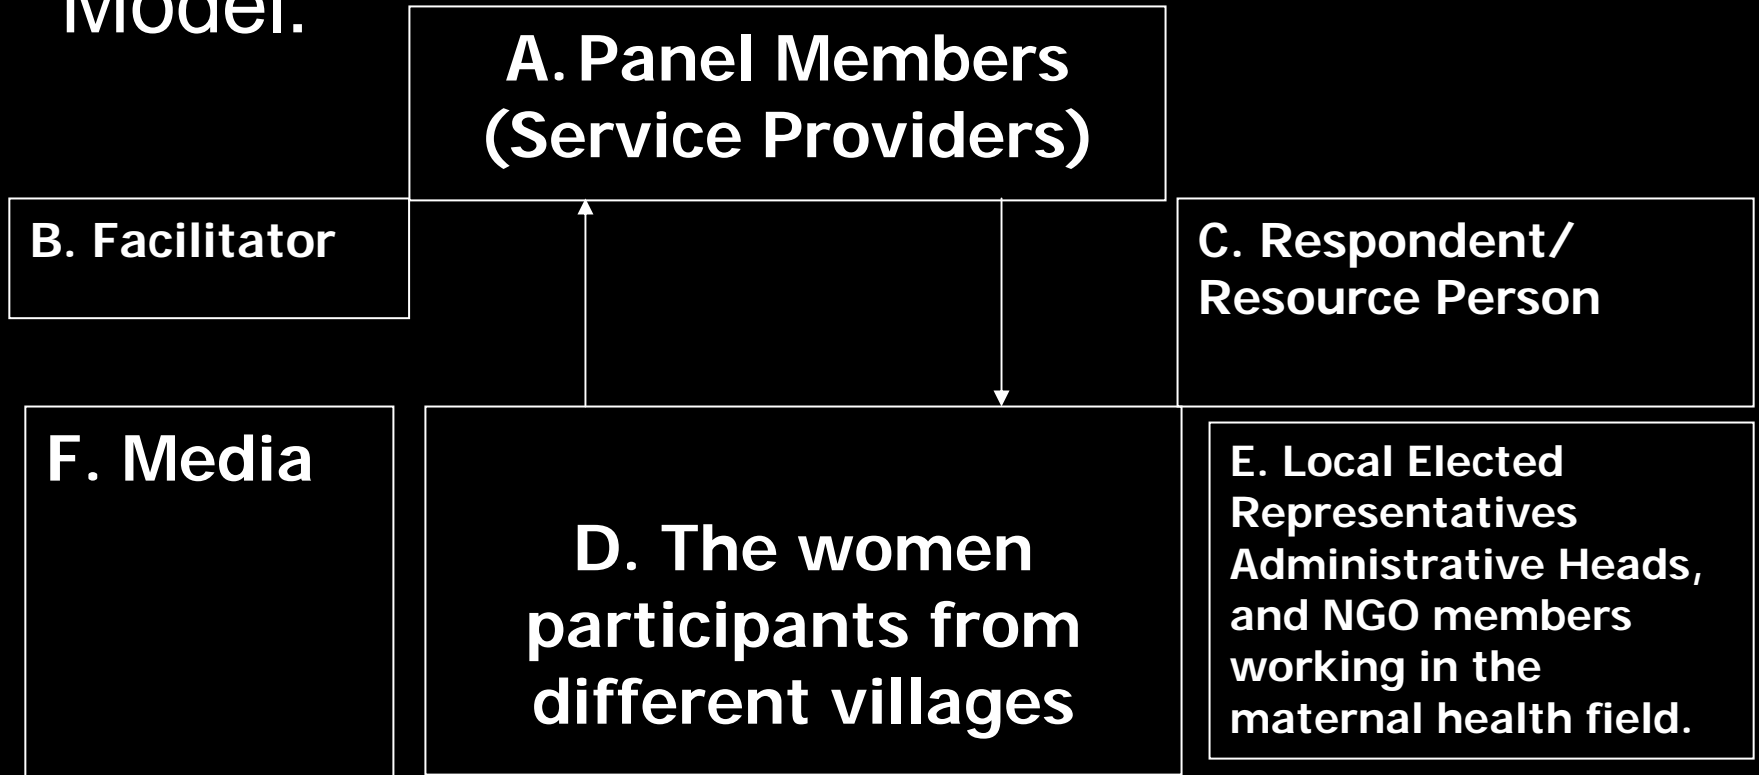 Model:
A. Panel Members
(Service Providers)
B. Facilitator
C. Respondent/
Resource Person
F. Media
D. The women
participants from
different villages
E. Local Elected
Representatives
Administrative Heads,
and NGO members
working in the
maternal health field.